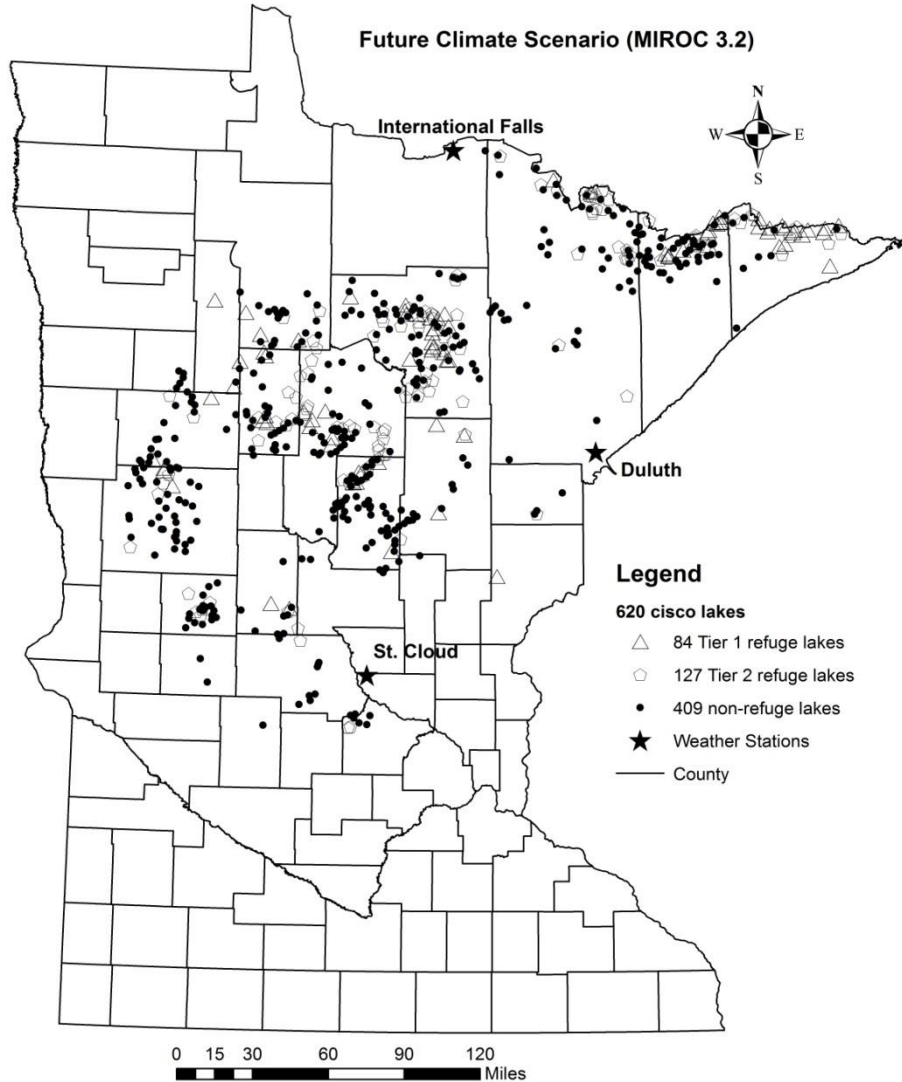 Future Climate Scenario (MIROC 3.2)
N
W E
S
International Falls
Duluth
St. Cloud
Legend
620 cisco lakes
84 Tier 1 refuge lakes
127 Tier 2 refuge lakes
409 non-refuge lakes
Weather Stations
County
0 15 30 60 90 120
Miles